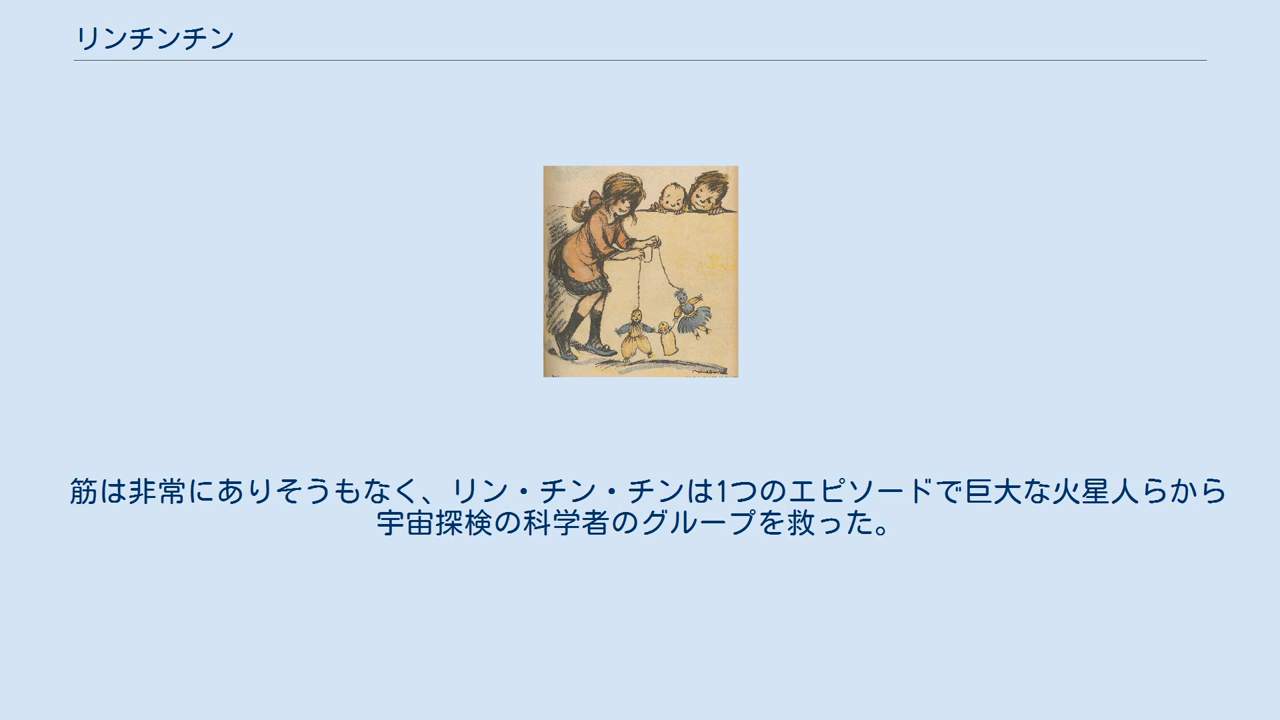 リンチンチン
筋は非常にありそうもなく、リン・チン・チンは1つのエピソードで巨大な火星人らから
宇宙探検の科学者のグループを救った。